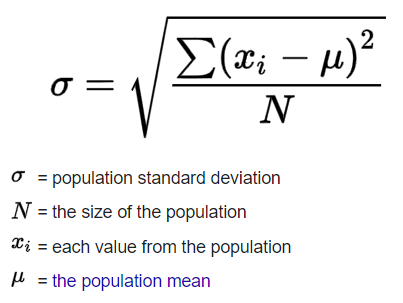 σ = √(∑(xᵢ − μ)² / N)
σ = population standard deviation
N = the size of the population
xᵢ = each value from the population
μ = the population mean